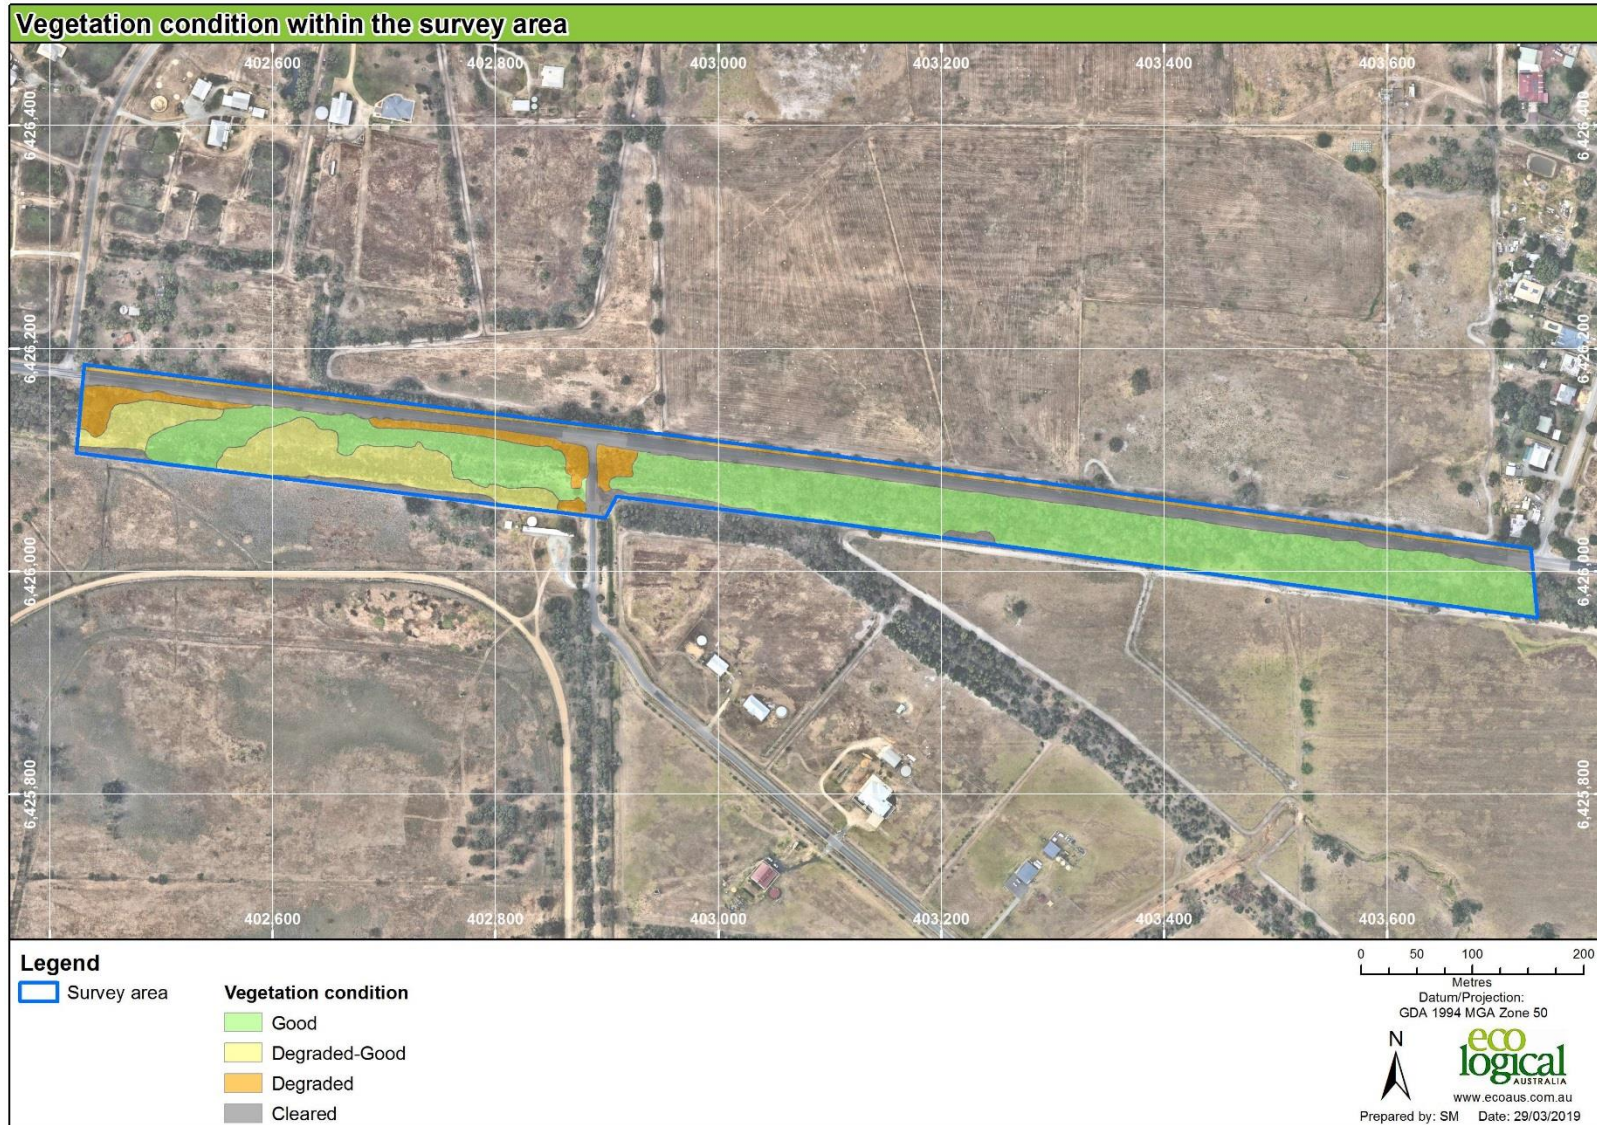 Vegetation condition within the survey area
402,600
402,800
403,000
403,200
403,400
403,600
6,426,400
6,426,400
6,426,200
6,426,200
6,426,000
6,426,000
6,425,800
6,425,800
402,600
402,800
403,000
403,200
403,400
403,600
Legend
Survey area
Vegetation condition
Good
Degraded-Good
Degraded
Cleared
0 50 100 200
Metres
Datum/Projection:
GDA 1994 MGA Zone 50
N
eco
logical
AUSTRALIA
www.ecoaus.com.au
Prepared by: SM Date: 29/03/2019